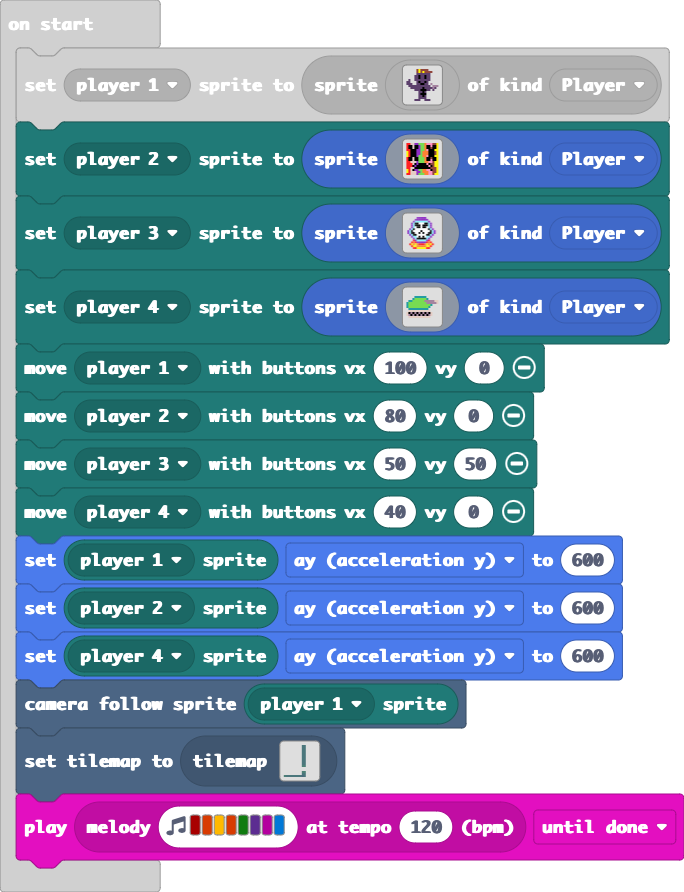 on start
set player 1 sprite to sprite of kind Player
set player 2 sprite to sprite of kind Player
set player 3 sprite to sprite of kind Player
set player 4 sprite to sprite of kind Player
move player 1 with buttons vx 100 vy 0
move player 2 with buttons vx 80 vy 0
move player 3 with buttons vx 50 vy 50
move player 4 with buttons vx 40 vy 0
set player 1 sprite ay (acceleration y) to 600
set player 2 sprite ay (acceleration y) to 600
set player 4 sprite ay (acceleration y) to 600
camera follow sprite player 1 sprite
set tilemap to tilemap
play melody at tempo 120 (bpm) until done